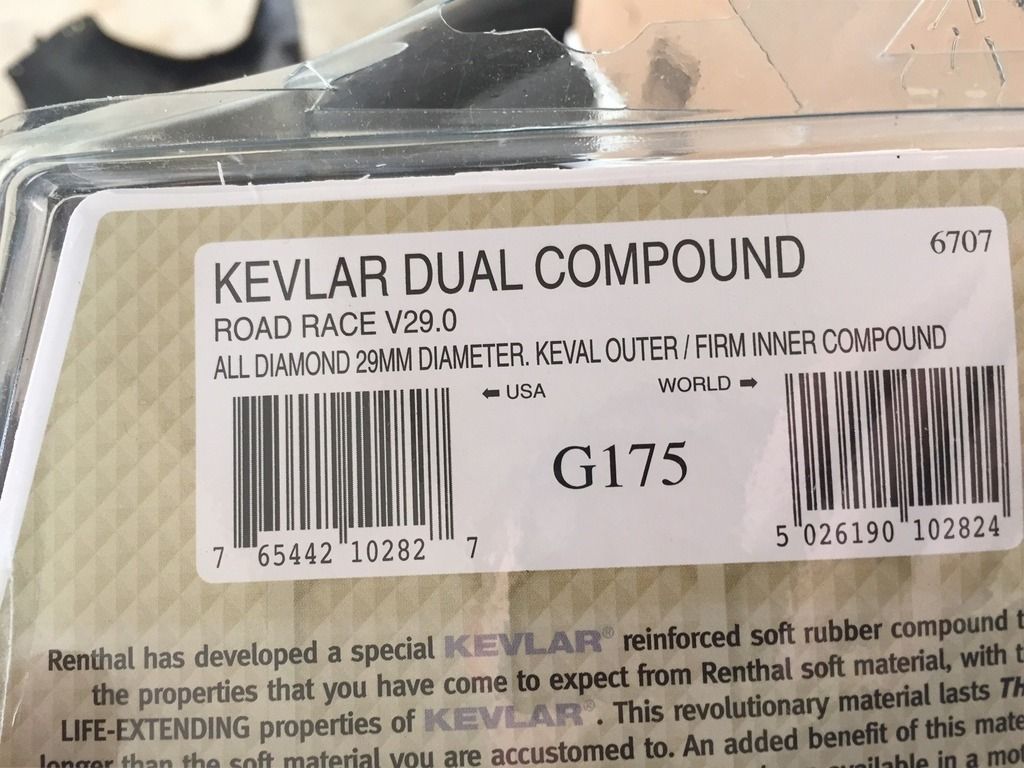 KEVLAR DUAL COMPOUND
6707
ROAD RACE V29.0
ALL DIAMOND 29MM DIAMETER. KEVAL OUTER / FIRM INNER COMPOUND
⬅ USA
WORLD ➡
G175
7 65442 10282 7
5 026190 102824
Renthal has developed a special KEVLAR® reinforced soft rubber compound
the properties that you have come to expect from Renthal soft material, with
LIFE-EXTENDING properties of KEVLAR®. This revolutionary material lasts
longer than the soft material you are accustomed to. An added benefit of this
available in a